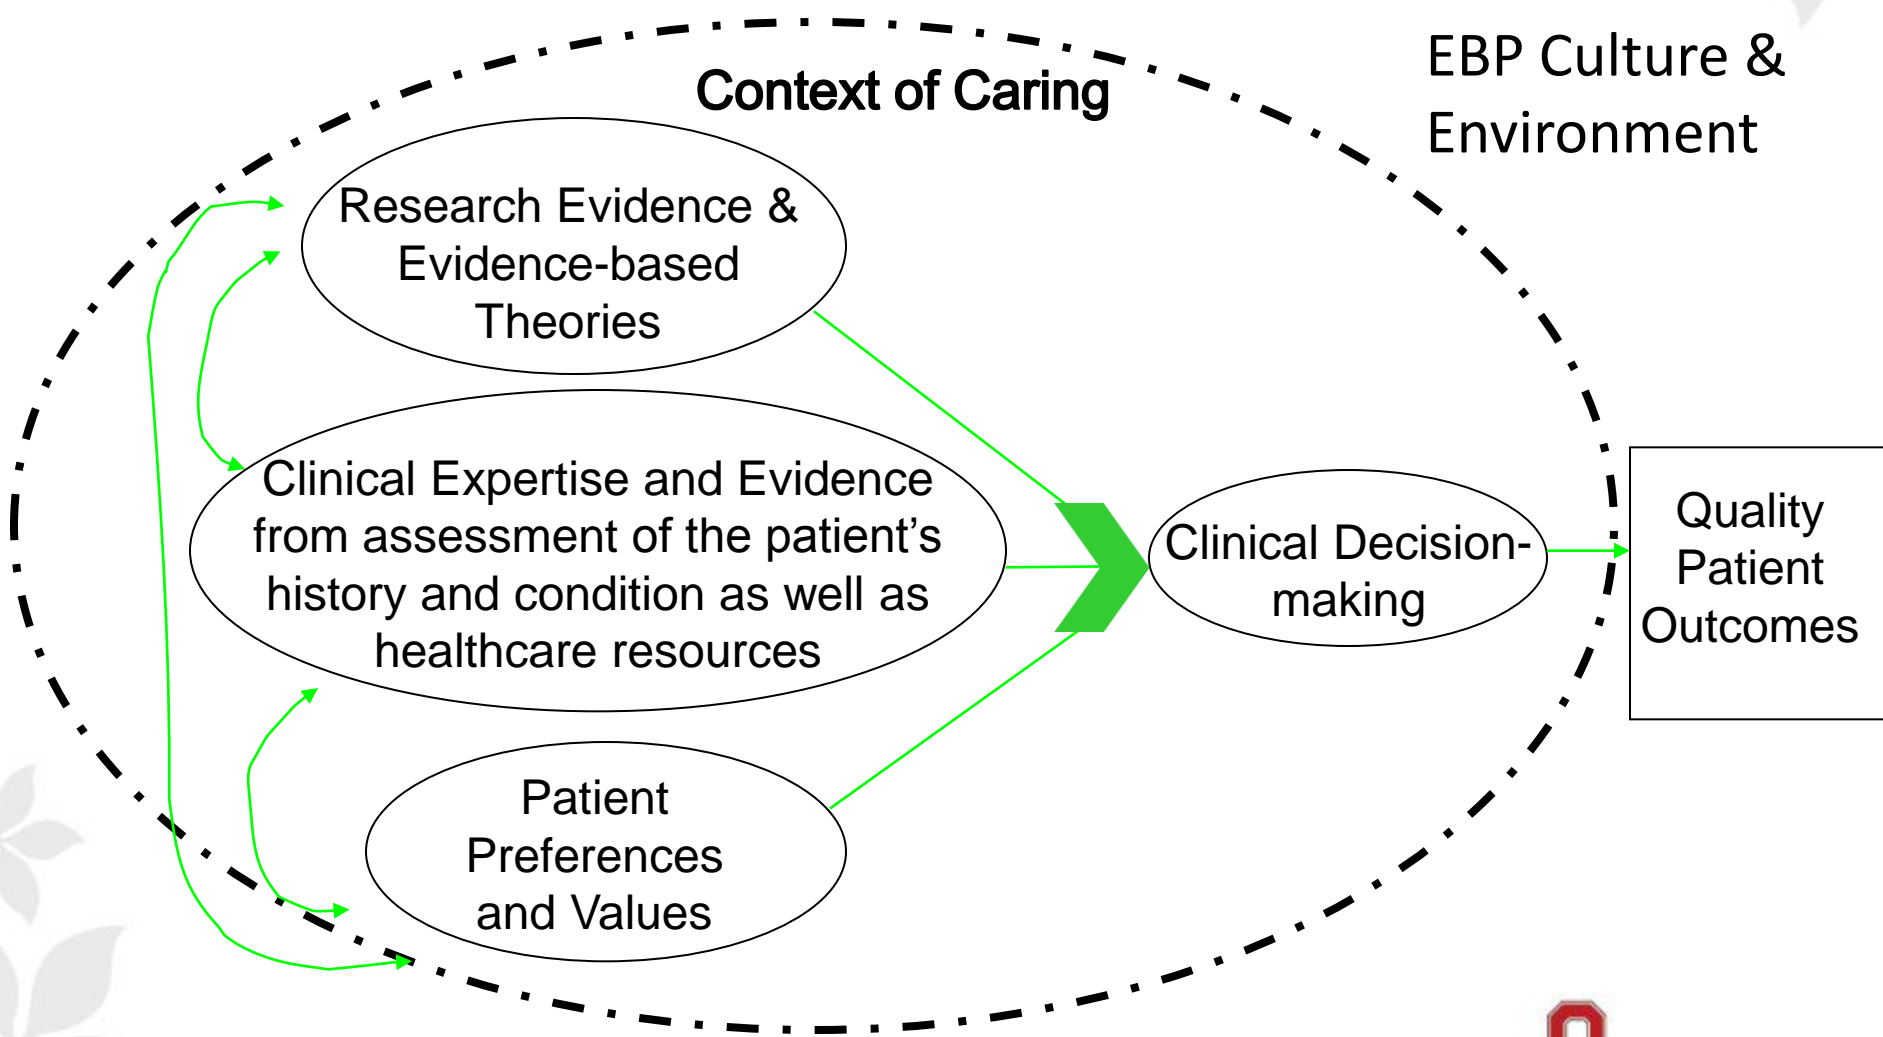 EBP Culture &
Environment
Context of Caring
Research Evidence &
Evidence-based
Theories
Clinical Expertise and Evidence
from assessment of the patient’s
history and condition as well as
healthcare resources
Patient
Preferences
and Values
Clinical Decision-
making
Quality
Patient
Outcomes